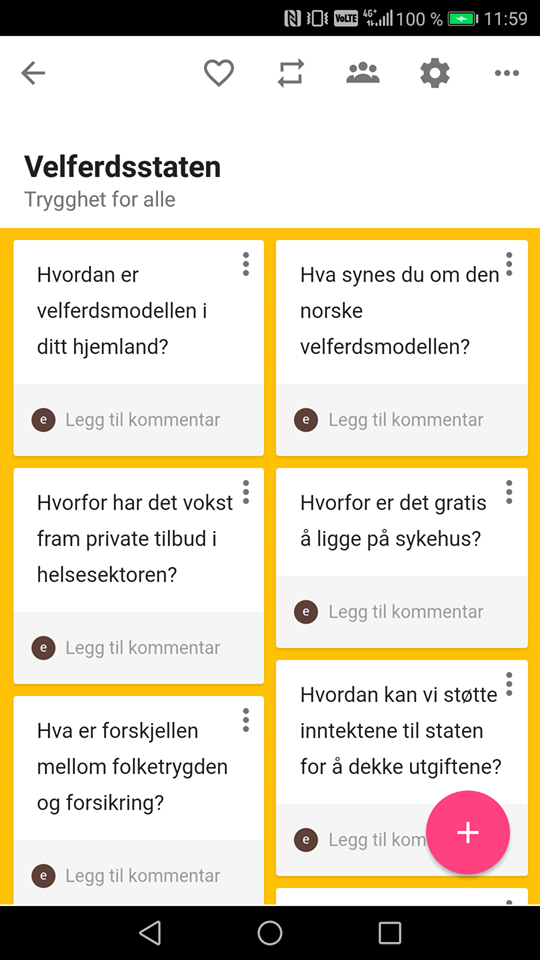 VoLTE 4G+ 100 % 11:59
Velferdsstaten
Trygghet for alle
Hvordan er
velferdsmodellen i
ditt hjemland?
e Legg til kommentar
Hva synes du om den
norske
velferdsmodellen?
e Legg til kommentar
Hvorfor har det vokst
fram private tilbud i
helsesektoren?
e Legg til kommentar
Hvorfor er det gratis
å ligge på sykehus?
e Legg til kommentar
Hva er forskjellen
mellom folketrygden
og forsikring?
e Legg til kommentar
Hvordan kan vi støtte
inntektene til staten
for å dekke utgiftene?
e Legg til kom